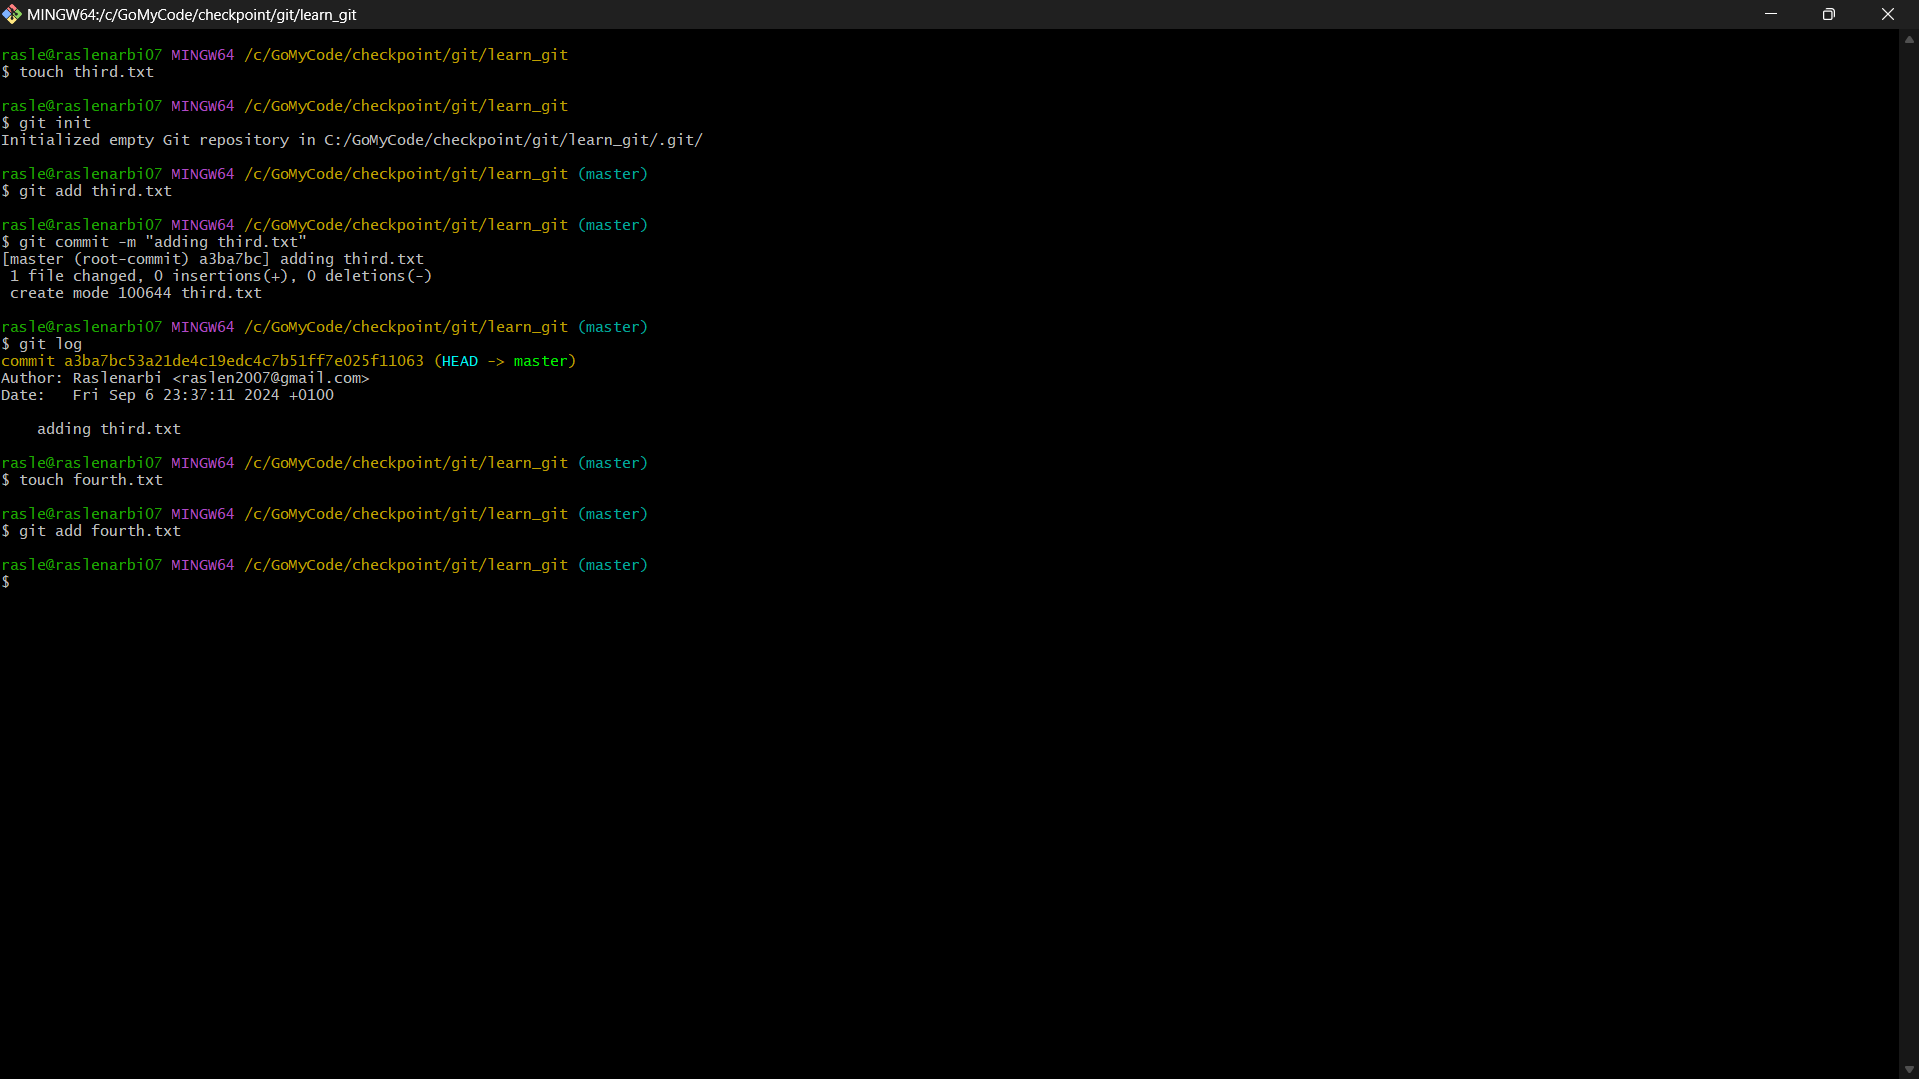 MINGW64:/c/GoMyCode/checkpoint/git/learn_git
rasle@raslenarbi07 MINGW64 /c/GoMyCode/checkpoint/git/learn_git
$ touch third.txt
rasle@raslenarbi07 MINGW64 /c/GoMyCode/checkpoint/git/learn_git
$ git init
Initialized empty Git repository in C:/GoMyCode/checkpoint/git/learn_git/.git/
rasle@raslenarbi07 MINGW64 /c/GoMyCode/checkpoint/git/learn_git (master)
$ git add third.txt
rasle@raslenarbi07 MINGW64 /c/GoMyCode/checkpoint/git/learn_git (master)
$ git commit -m "adding third.txt"
[master (root-commit) a3ba7bc] adding third.txt
 1 file changed, 0 insertions(+), 0 deletions(-)
 create mode 100644 third.txt
rasle@raslenarbi07 MINGW64 /c/GoMyCode/checkpoint/git/learn_git (master)
$ git log
commit a3ba7bc53a21de4c19edc4c7b51ff7e025f11063 (HEAD -> master)
Author: Raslenarbi <raslen2007@gmail.com>
Date:   Fri Sep 6 23:37:11 2024 +0100
    adding third.txt
rasle@raslenarbi07 MINGW64 /c/GoMyCode/checkpoint/git/learn_git (master)
$ touch fourth.txt
rasle@raslenarbi07 MINGW64 /c/GoMyCode/checkpoint/git/learn_git (master)
$ git add fourth.txt
rasle@raslenarbi07 MINGW64 /c/GoMyCode/checkpoint/git/learn_git (master)
$